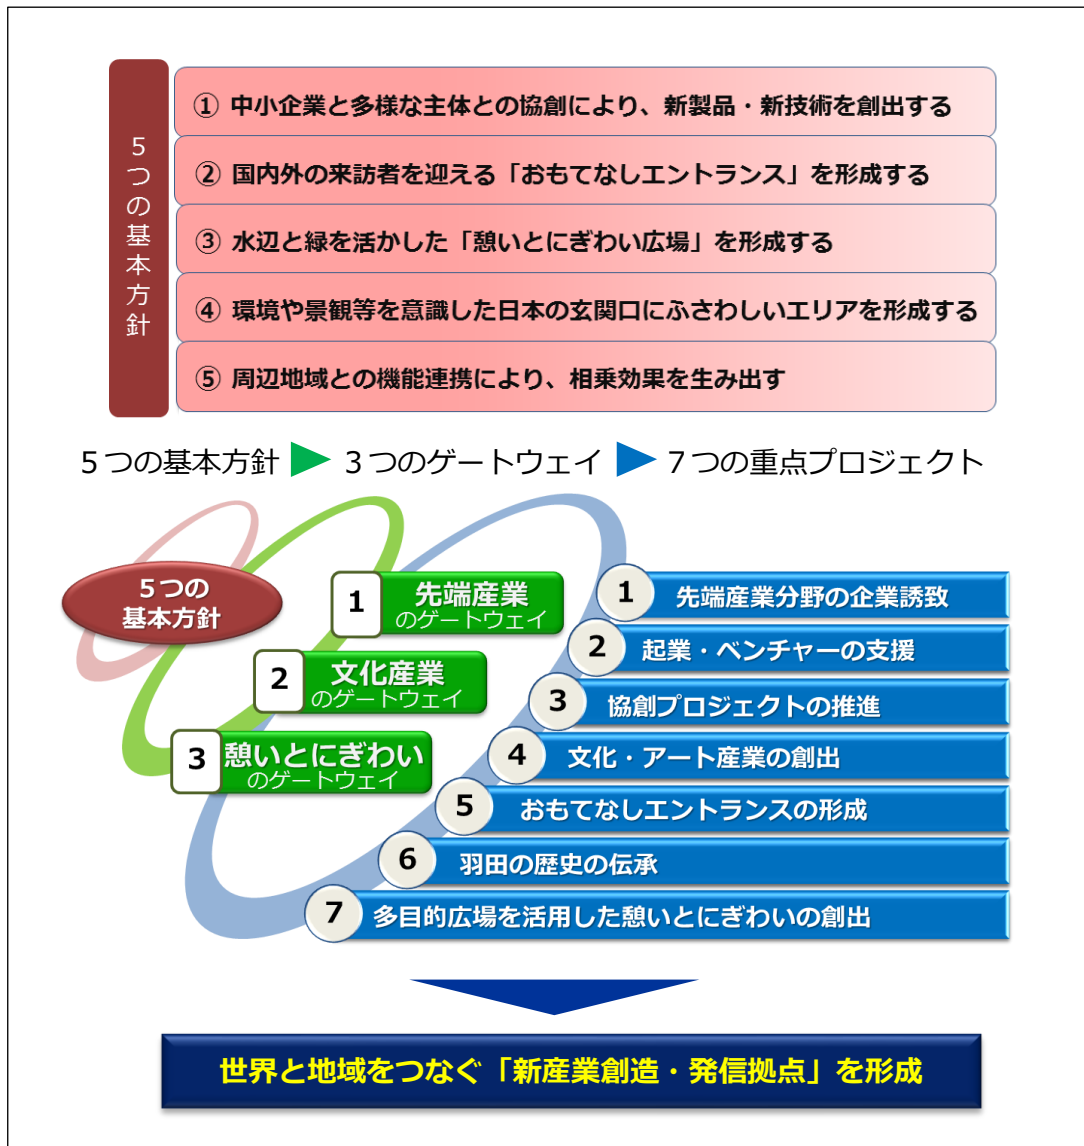 5つの基本方針
① 中小企業と多様な主体との協創により、新製品・新技術を創出する
② 国内外の来訪者を迎える「おもてなしエントランス」を形成する
③ 水辺と緑を活かした「憩いとにぎわい広場」を形成する
④ 環境や景観等を意識した日本の玄関口にふさわしいエリアを形成する
⑤ 周辺地域との機能連携により、相乗効果を生み出す
5つの基本方針 ▶ 3つのゲートウェイ ▶ 7つの重点プロジェクト
5つの
基本方針
1 先端産業
のゲートウェイ
2 文化産業
のゲートウェイ
3 憩いとにぎわい
のゲートウェイ
1 先端産業分野の企業誘致
2 起業・ベンチャーの支援
3 協創プロジェクトの推進
4 文化・アート産業の創出
5 おもてなしエントランスの形成
6 羽田の歴史の伝承
7 多目的広場を活用した憩いとにぎわいの創出
世界と地域をつなぐ「新産業創造・発信拠点」を形成